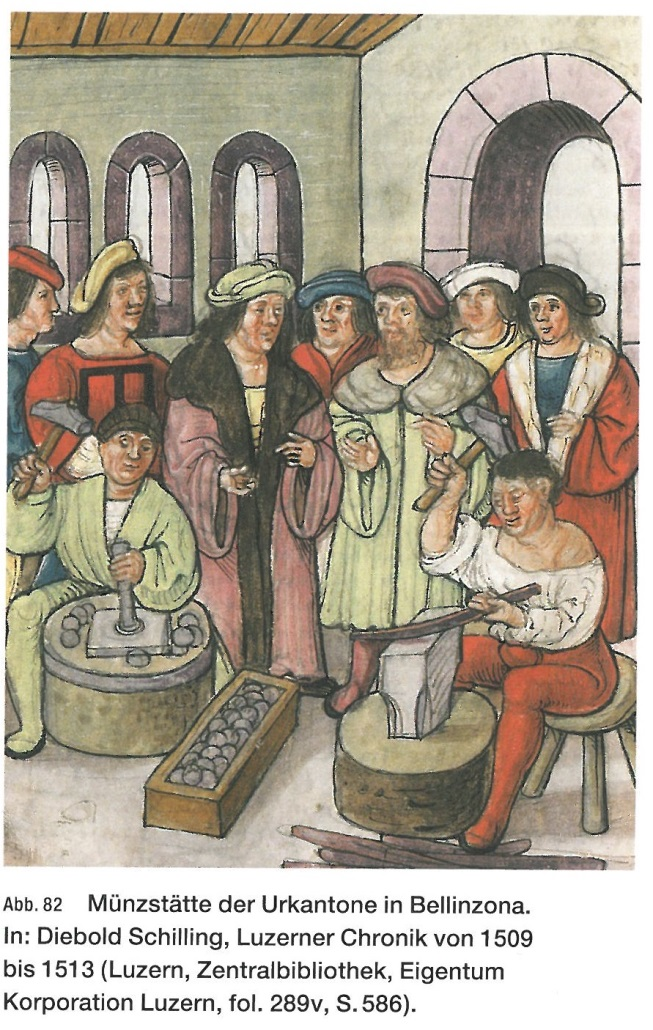 Abb. 82 Münzstätte der Urkantone in Bellinzona.
In: Diebold Schilling, Luzerner Chronik von 1509
bis 1513 (Luzern, Zentralbibliothek, Eigentum
Korporation Luzern, fol. 289v, S. 586).